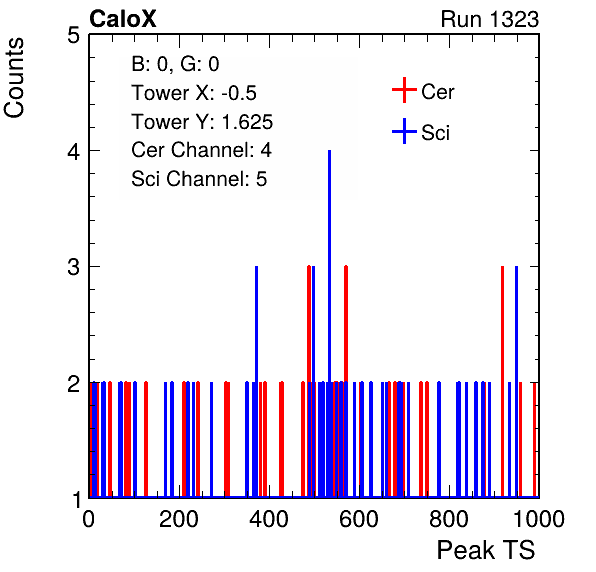 CaloX Run 1323
Counts
B: 0, G: 0
Tower X: -0.5
Tower Y: 1.625
Cer Channel: 4
Sci Channel: 5
Cer
Sci
5
4
3
2
1
0 200 400 600 800 1000
Peak TS